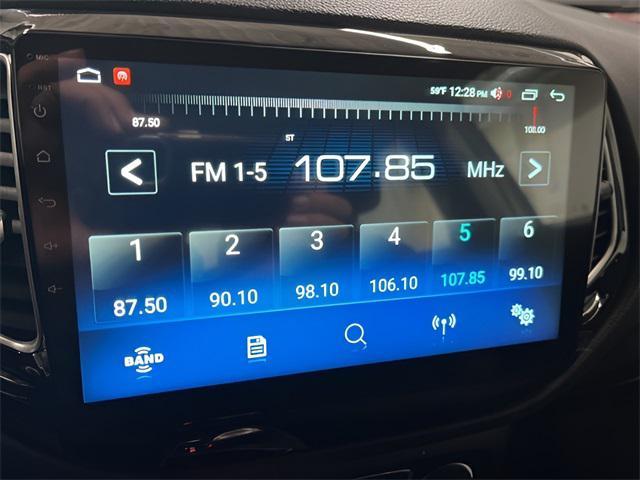 MIC
59°F 12:28 PM 0
RST
87.50
108.00
ST
FM 1-5 107.85 MHz
1 2 3 4 5 6
87.50 90.10 98.10 106.10 107.85 99.10
BAND